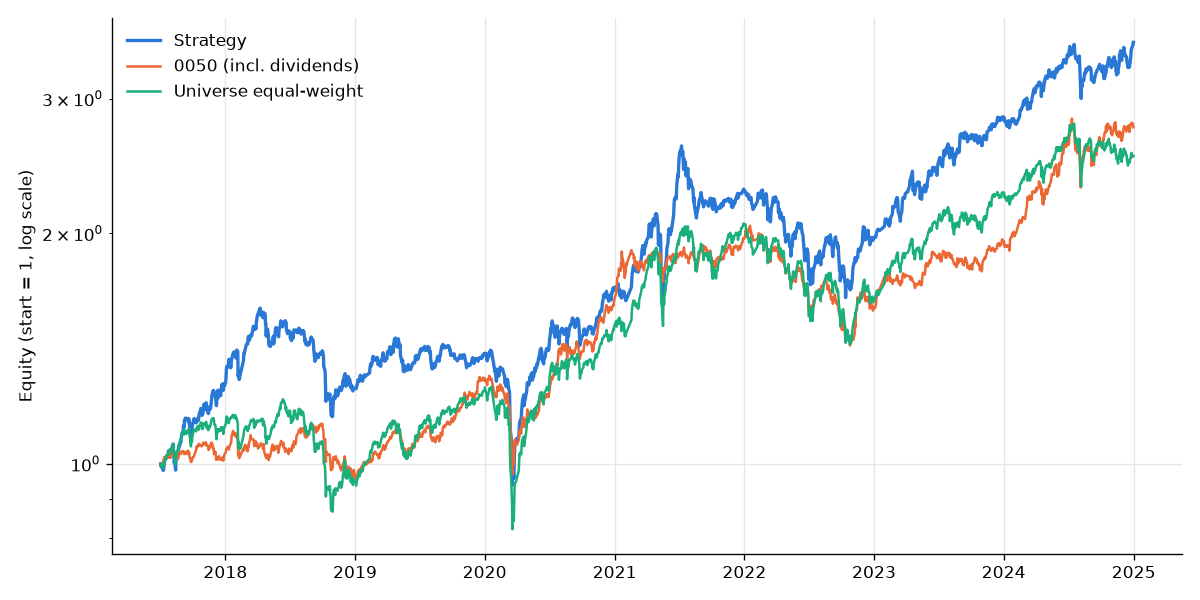 Strategy
0050 (incl. dividends)
Universe equal-weight
3 × 10⁰
2 × 10⁰
10⁰
Equity (start = 1, log scale)
2018 2019 2020 2021 2022 2023 2024 2025